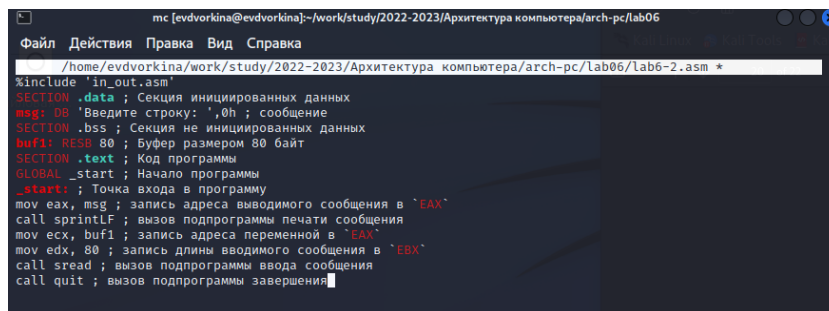 mc [evdvorkina@evdvorkina]:~/work/study/2022-2023/Архитектура компьютера/arch-pc/lab06
Файл Действия Правка Вид Справка
/home/evdvorkina/work/study/2022-2023/Архитектура компьютера/arch-pc/lab06/lab6-2.asm *
%include 'in_out.asm'
SECTION .data ; Секция инициированных данных
msg: DB 'Введите строку: ',0h ; сообщение
SECTION .bss ; Секция не инициированных данных
buf1: RESB 80 ; Буфер размером 80 байт
SECTION .text ; Код программы
GLOBAL _start ; Начало программы
_start: ; Точка входа в программу
mov eax, msg ; запись адреса выводимого сообщения в `EAX`
call sprintLF ; вызов подпрограммы печати сообщения
mov ecx, buf1 ; запись адреса переменной в `EAX`
mov edx, 80 ; запись длины вводимого сообщения в `EBX`
call sread ; вызов подпрограммы ввода сообщения
call quit ; вызов подпрограммы завершения